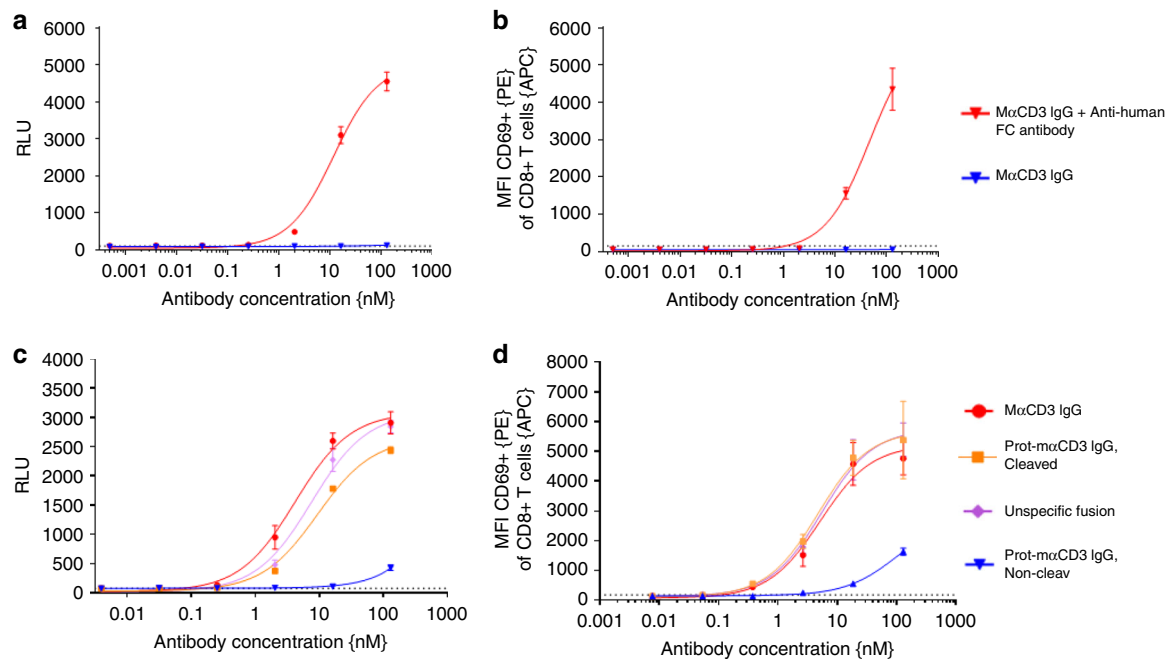 a
6000
5000
4000
3000
2000
1000
0
RLU
0.001 0.01 0.1 1 10 100 1000
Antibody concentration {nM}
b
6000
5000
4000
3000
2000
1000
0
MFI CD69+ {PE}
of CD8+ T cells {APC}
0.001 0.01 0.1 1 10 100 1000
Antibody concentration {nM}
MαCD3 IgG + Anti-human
FC antibody
MαCD3 IgG
c
4000
3500
3000
2500
2000
1500
1000
500
0
RLU
0.01 0.1 1 10 100 1000
Antibody concentration {nM}
d
8000
7000
6000
5000
4000
3000
2000
1000
0
MFI CD69+ {PE}
of CD8+ T cells {APC}
0.001 0.01 0.1 1 10 100 1000
Antibody concentration {nM}
MαCD3 IgG
Prot-mαCD3 IgG,
Cleaved
Unspecific fusion
Prot-mαCD3 IgG,
Non-cleav